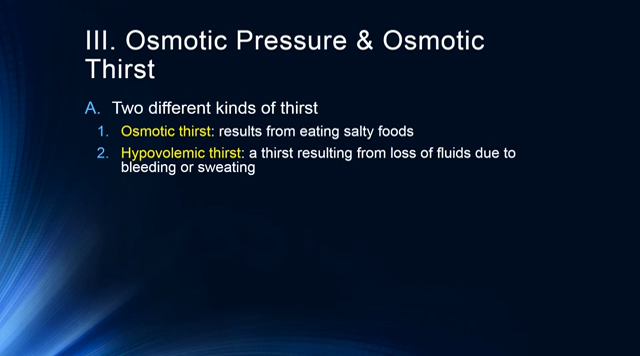 III. Osmotic Pressure & Osmotic
Thirst
A. Two different kinds of thirst
1. Osmotic thirst: results from eating salty foods
2. Hypovolemic thirst: a thirst resulting from loss of fluids due to
bleeding or sweating